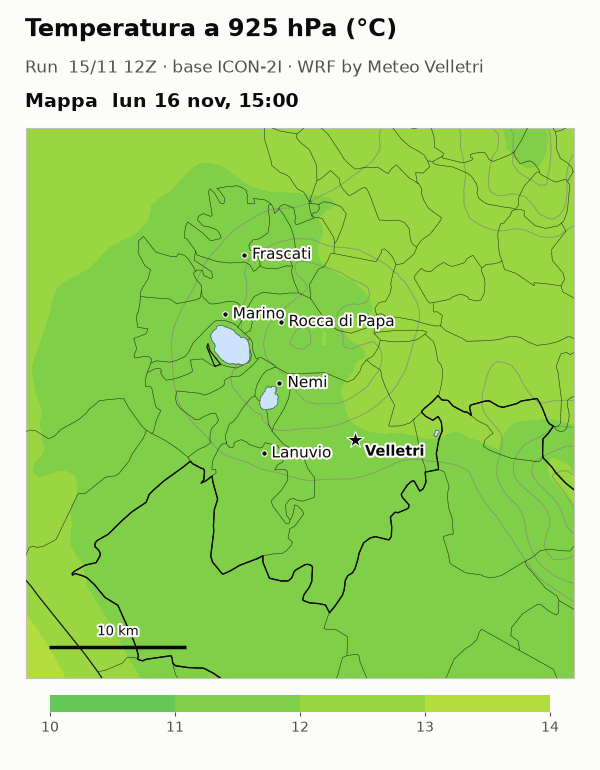 Temperatura a 925 hPa (°C)
Run  15/11 12Z · base ICON-2I · WRF by Meteo Velletri
Mappa  lun 16 nov, 15:00
Frascati
Marino
Rocca di Papa
Nemi
Velletri
Lanuvio
10 km
10 11 12 13 14